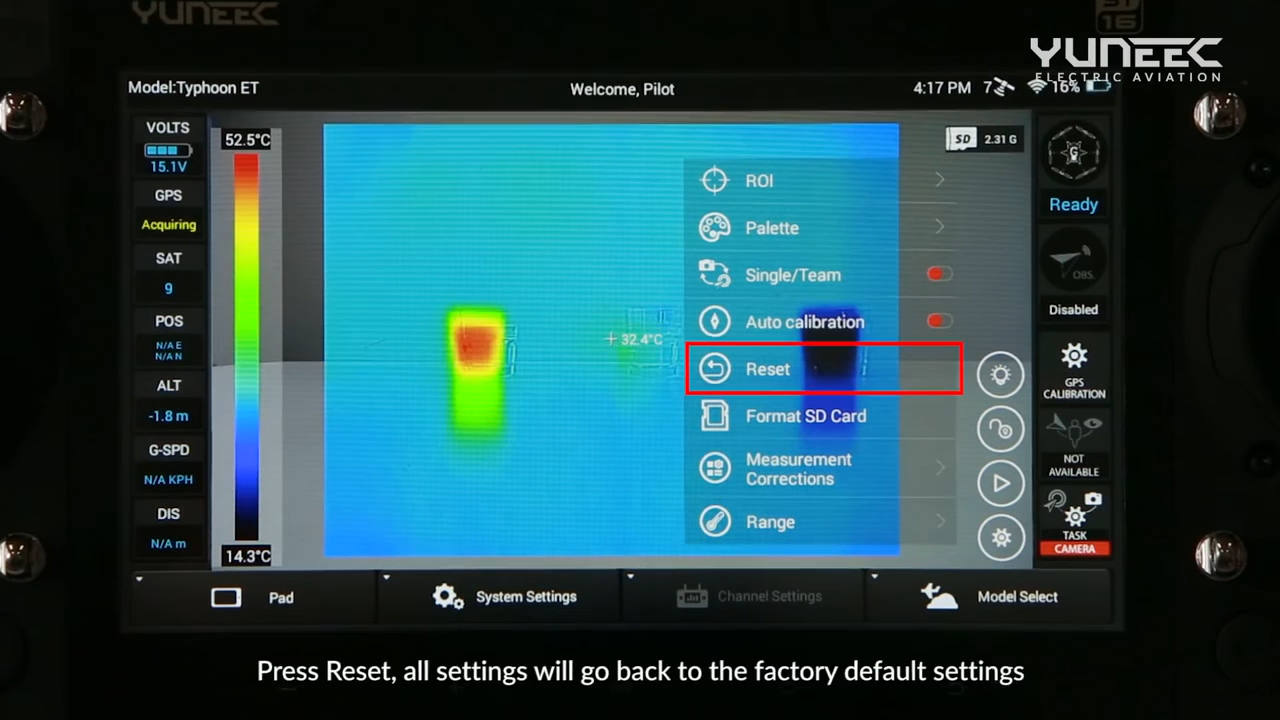 YUNEEC
16
YUNEEC
ELECTRIC AVIATION
Model:Typhoon ET
Welcome, Pilot
4:17 PM 7 16%
VOLTS
15.1V
GPS
Acquiring
SAT
9
POS
N/A E
N/A N
ALT
-1.8 m
G-SPD
N/A KPH
DIS
N/A m
52.5°C
14.3°C
32.4°C
SD 2.31 G
ROI
Palette
Single/Team
Auto calibration
Reset
Format SD Card
Measurement
Corrections
Range
G
Ready
OBS.
Disabled
GPS
CALIBRATION
NOT
AVAILABLE
TASK
CAMERA
Pad
System Settings
Channel Settings
Model Select
Press Reset, all settings will go back to the factory default settings